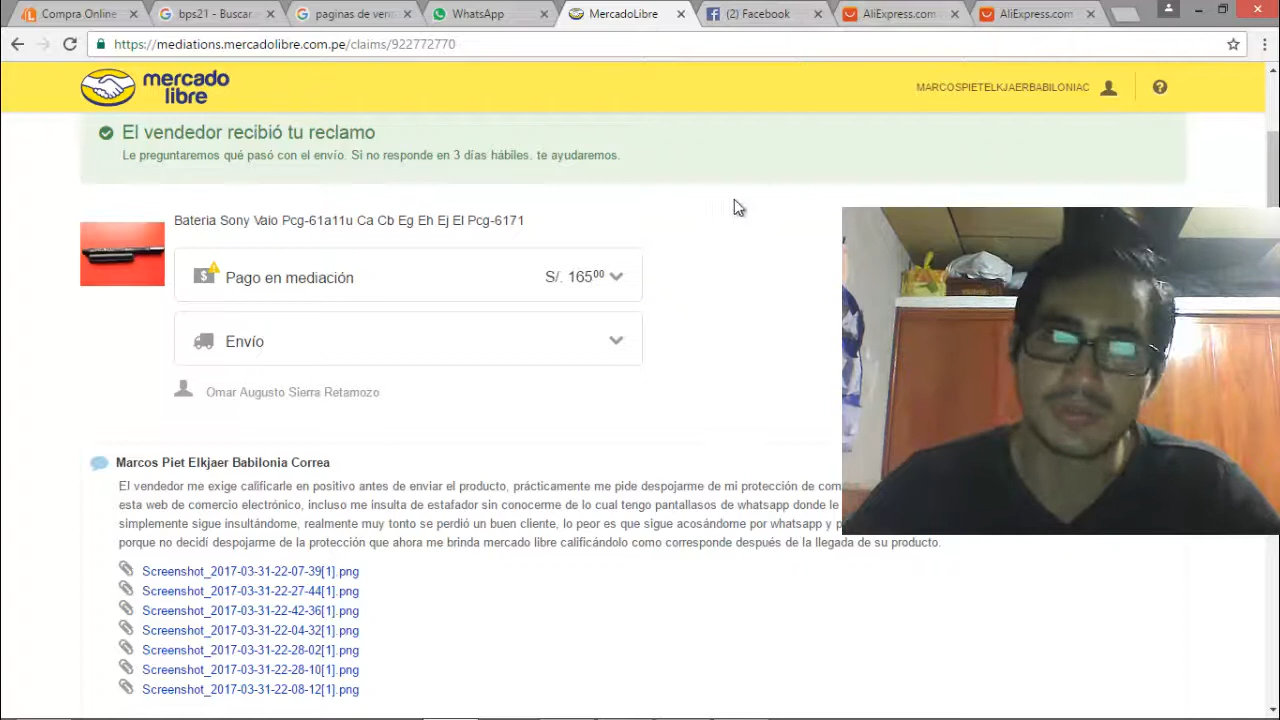 Compra Online
bps21 - Buscar
paginas de ven
WhatsApp
MercadoLibre
(2) Facebook
AliExpress.com
AliExpress.com
https://mediations.mercadolibre.com.pe/claims/922772770
mercado
libre
MARCOSPIETELKJAERBABILONIAC
El vendedor recibió tu reclamo
Le preguntaremos qué pasó con el envío. Si no responde en 3 días hábiles. te ayudaremos.
Bateria Sony Vaio Pcg-61a11u Ca Cb Eg Eh Ej El Pcg-6171
Pago en mediación
S/. 165⁰⁰
Envío
Omar Augusto Sierra Retamozo
Marcos Piet Elkjaer Babilonia Correa
El vendedor me exige calificarle en positivo antes de enviar el producto, prácticamente me pide despojarme de mi protección de com
esta web de comercio electrónico, incluso me insulta de estafador sin conocerme de lo cual tengo pantallasos de whatsapp donde le
simplemente sigue insultándome, realmente muy tonto se perdió un buen cliente, lo peor es que sigue acosándome por whatsapp y p
porque no decidí despojarme de la protección que ahora me brinda mercado libre calificándolo como corresponde después de la llegada de su producto.
Screenshot_2017-03-31-22-07-39[1].png
Screenshot_2017-03-31-22-27-44[1].png
Screenshot_2017-03-31-22-42-36[1].png
Screenshot_2017-03-31-22-04-32[1].png
Screenshot_2017-03-31-22-28-02[1].png
Screenshot_2017-03-31-22-28-10[1].png
Screenshot_2017-03-31-22-08-12[1].png